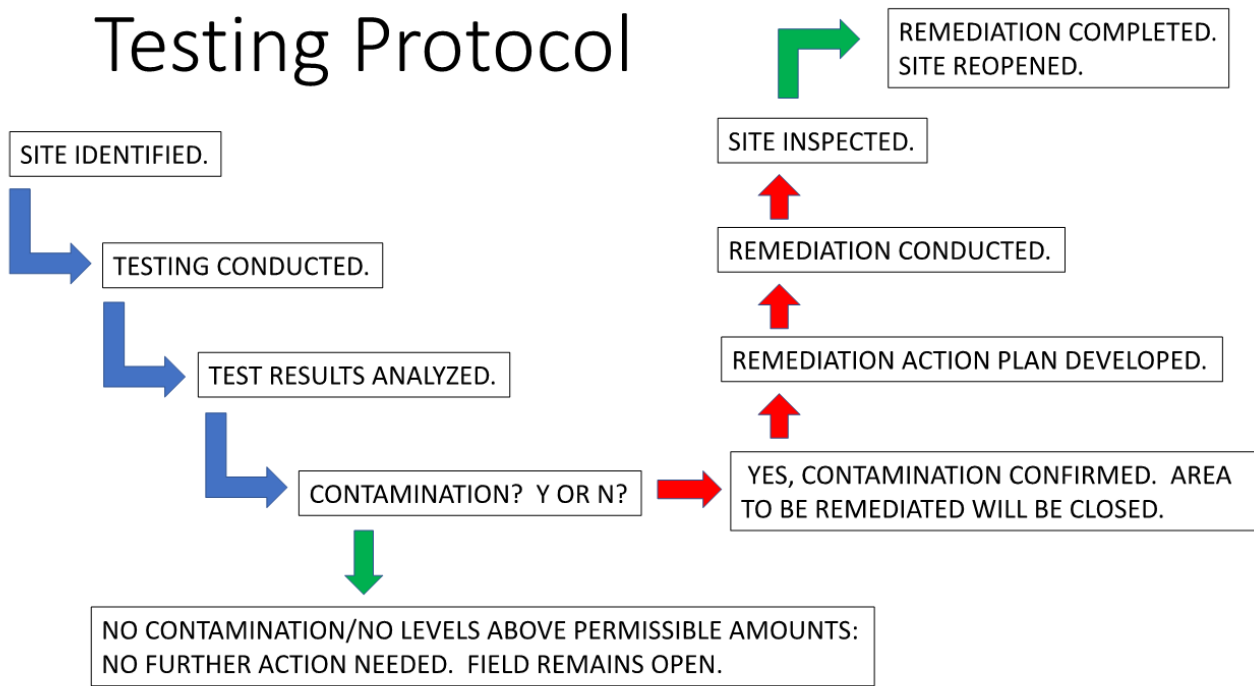 Testing Protocol
SITE IDENTIFIED.
TESTING CONDUCTED.
TEST RESULTS ANALYZED.
CONTAMINATION?  Y OR N?
NO CONTAMINATION/NO LEVELS ABOVE PERMISSIBLE AMOUNTS:
NO FURTHER ACTION NEEDED.  FIELD REMAINS OPEN.
YES, CONTAMINATION CONFIRMED.  AREA
TO BE REMEDIATED WILL BE CLOSED.
REMEDIATION ACTION PLAN DEVELOPED.
REMEDIATION CONDUCTED.
SITE INSPECTED.
REMEDIATION COMPLETED.
SITE REOPENED.